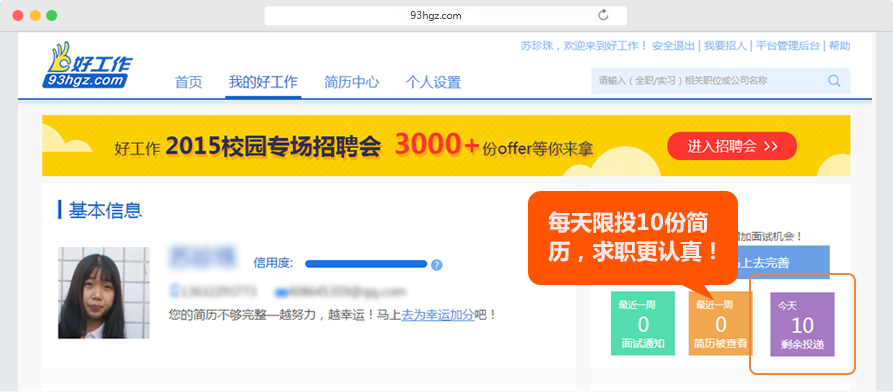 93hgz.com
苏珍珠，欢迎来到好工作！ 安全退出 | 我要招人 | 平台管理后台 | 帮助
好工作
93hgz.com
首页 我的好工作 简历中心 个人设置
请输入（全职/实习）相关职位或公司名称
好工作 2015校园专场招聘会 3000+份offer等你来拿 进入招聘会 >>
基本信息
每天限投10份简
历，求职更认真！
加面试机会！
信用度: ?
上去完善
您的简历不够完整—越努力，越幸运！马上去为幸运加分吧！
最近一周 最近一周 今天
0 0 10
面试通知 简历被查看 剩余投递